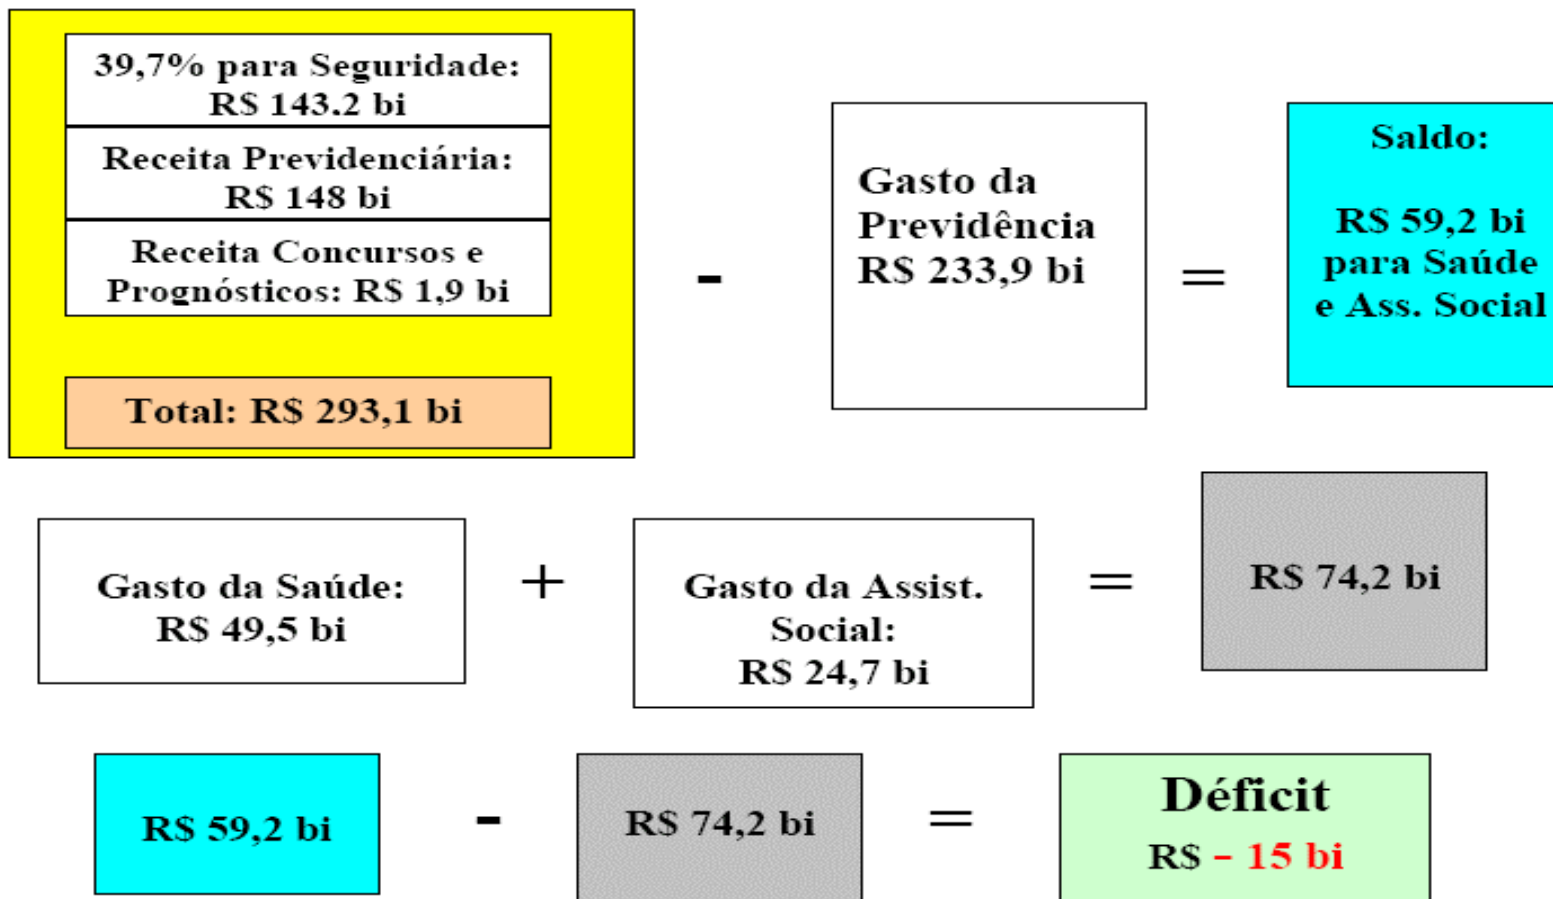 39,7% para Seguridade:
R$ 143.2 bi
Receita Previdenciária:
R$ 148 bi
Receita Concursos e
Prognósticos: R$ 1,9 bi
Total: R$ 293,1 bi
-
Gasto da
Previdência
R$ 233,9 bi
=
Saldo:
R$ 59,2 bi
para Saúde
e Ass. Social
Gasto da Saúde:
R$ 49,5 bi
+
Gasto da Assist.
Social:
R$ 24,7 bi
=
R$ 74,2 bi
R$ 59,2 bi
-
R$ 74,2 bi
=
Déficit
R$ - 15 bi